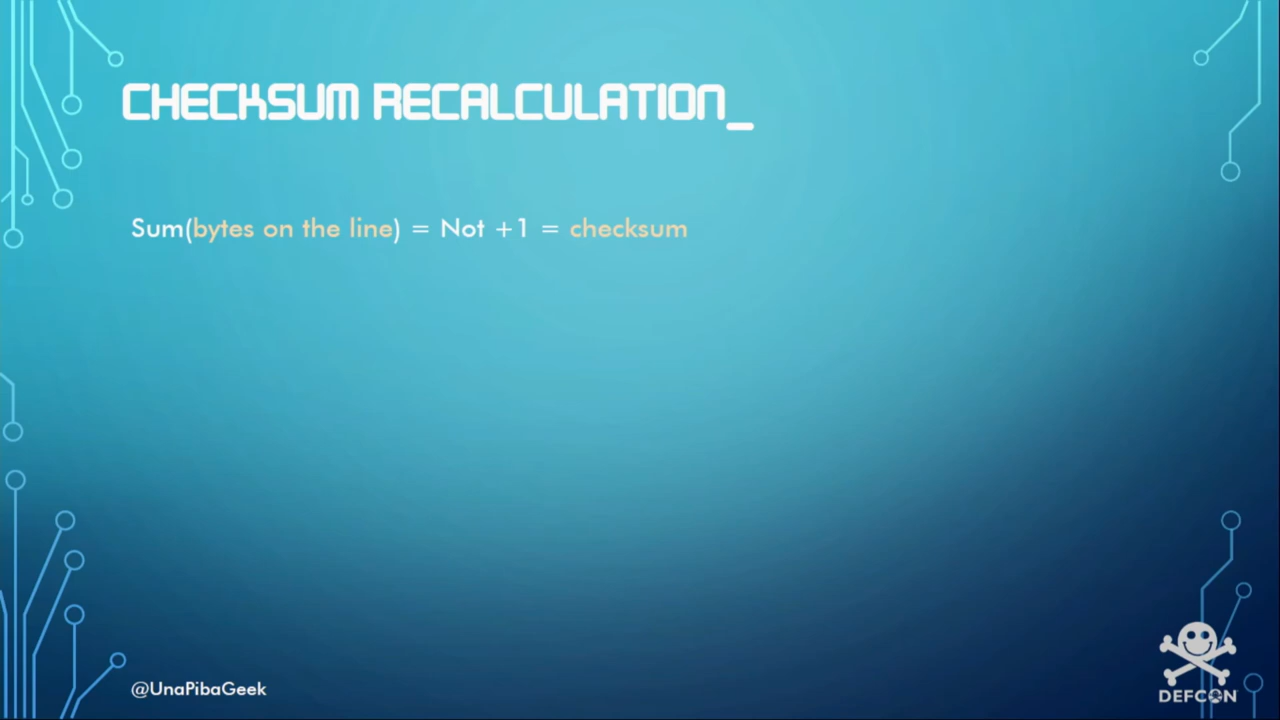 CHECKSUM RECALCULATION_
Sum(bytes on the line) = Not +1 = checksum
@UnaPibaGeek
DEFCON